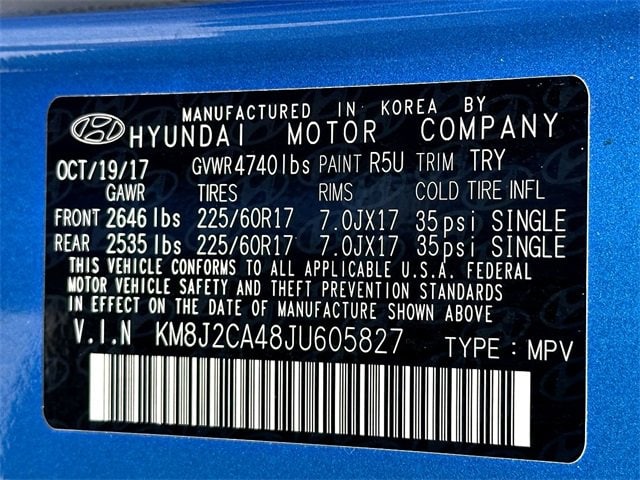 MANUFACTURED IN KOREA BY
HYUNDAI MOTOR COMPANY
OCT/19/17 GVWR 4740lbs PAINT R5U TRIM TRY
GAWR TIRES RIMS COLD TIRE INFL
FRONT 2646 lbs 225/60R17 7.0JX17 35psi SINGLE
REAR 2535 lbs 225/60R17 7.0JX17 35psi SINGLE
THIS VEHICLE CONFORMS TO ALL APPLICABLE U.S.A. FEDERAL
MOTOR VEHICLE SAFETY AND THEFT PREVENTION STANDARDS
IN EFFECT ON THE DATE OF MANUFACTURE SHOWN ABOVE
V.I.N KM8J2CA48JU605827 TYPE : MPV